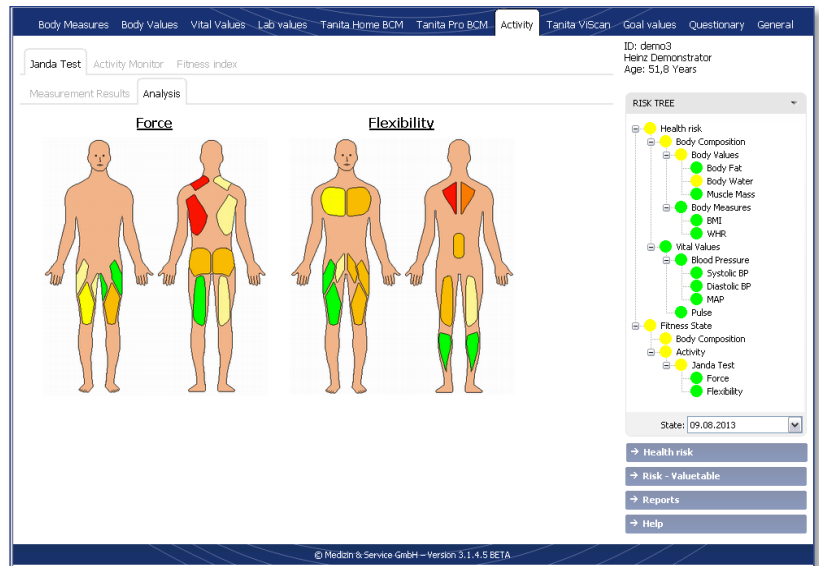 Body Measures Body Values Vital Values Lab values Tanita Home BCM Tanita Pro BCM Activity Tanita ViScan Goal values Questionary General
ID: demo3
Heinz Demonstrator
Age: 51,8 Years
Janda Test Activity Monitor Fitness index
Measurement Results Analysis
Force Flexibility
RISK TREE
Health risk
Body Composition
Body Values
Body Fat
Body Water
Muscle Mass
Body Measures
BMI
WHR
Vital Values
Blood Pressure
Systolic BP
Diastolic BP
MAP
Pulse
Fitness State
Body Composition
Activity
Janda Test
Force
Flexibility
State: 09.08.2013
→ Health risk
→ Risk - Valuetable
→ Reports
→ Help
© Medizin & Service GmbH – Version 3.1.4.5 BETA